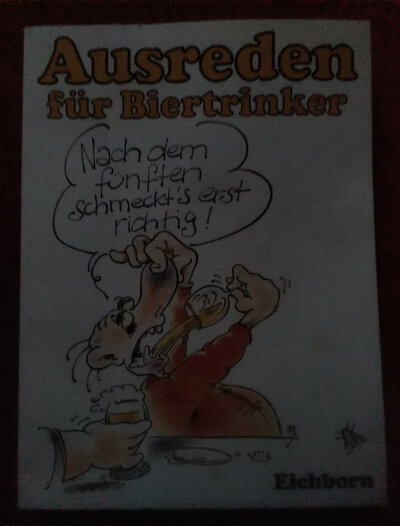 Ausreden
für Biertrinker
Nach dem
fünften
schmeckt's erst
richtig!
Eichborn